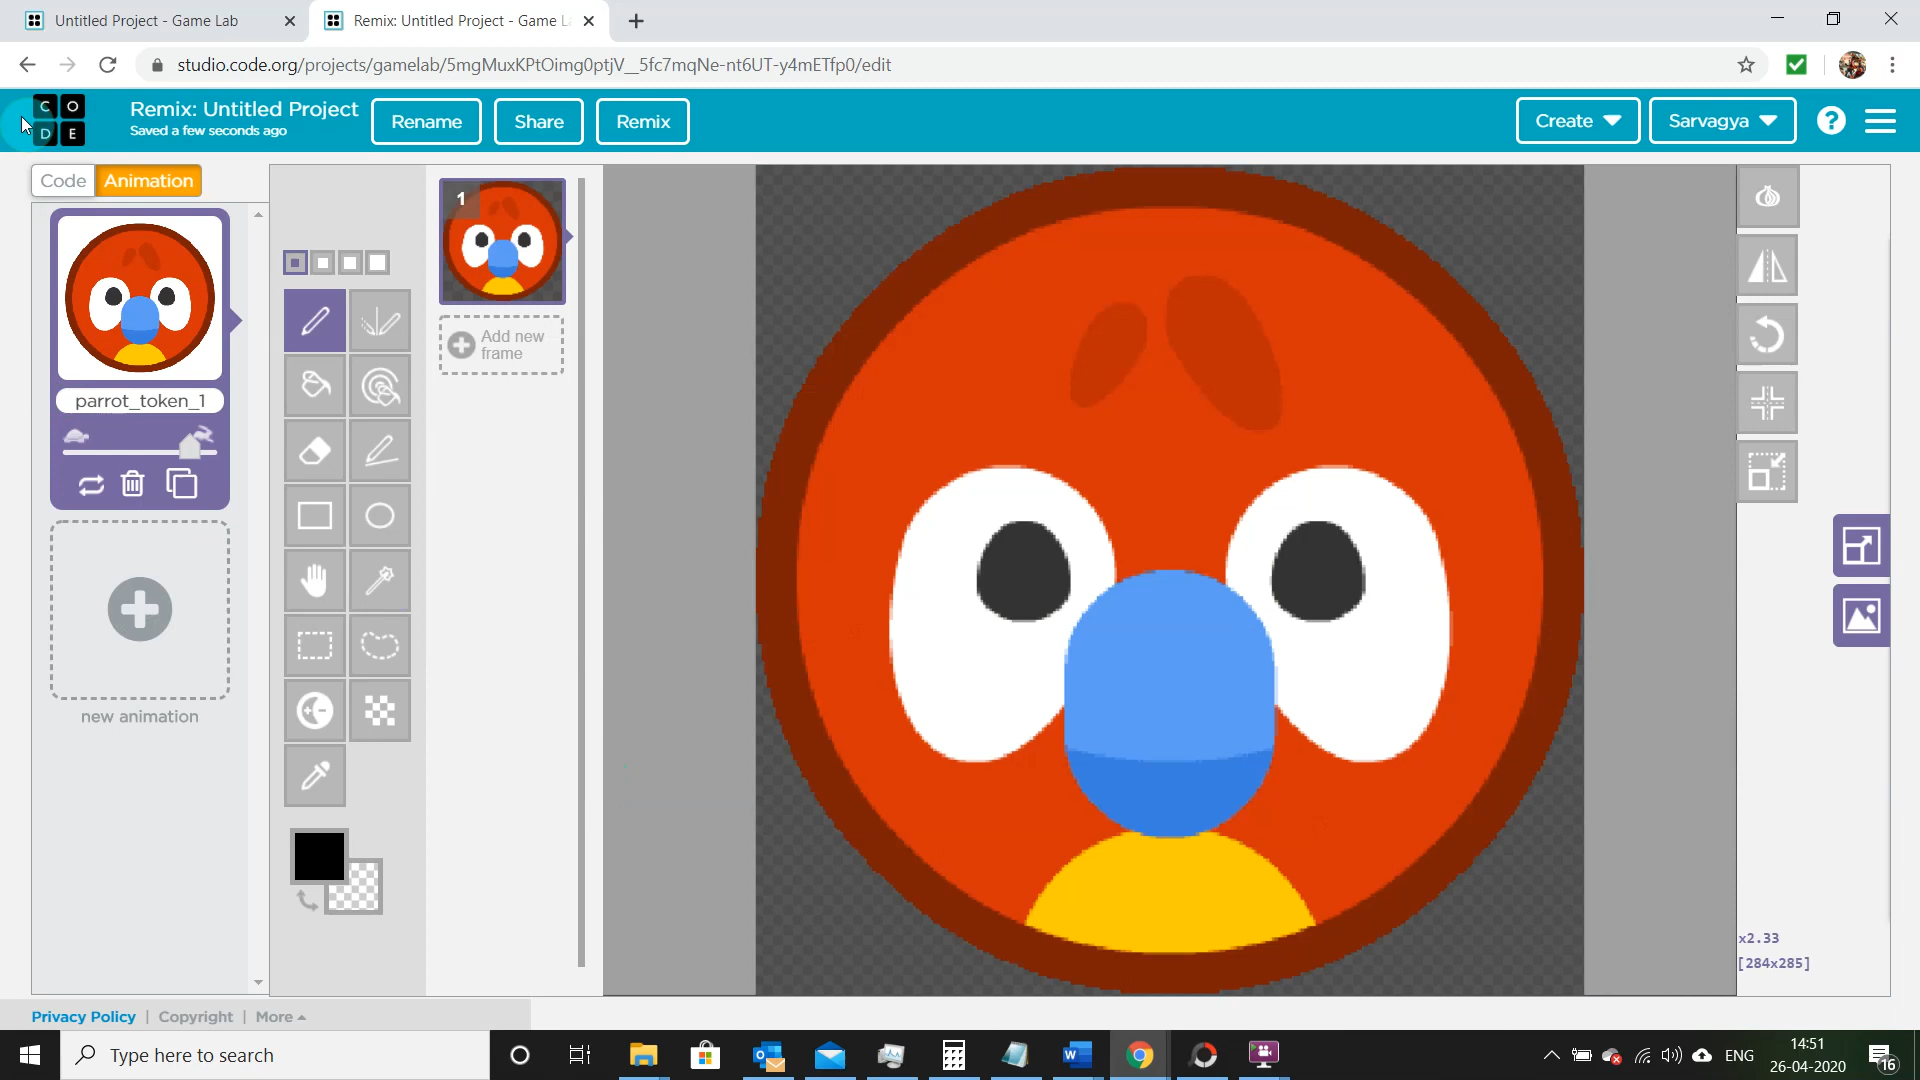 Untitled Project - Game Lab
Remix: Untitled Project - Game L
studio.code.org/projects/gamelab/5mgMuxKPtOimg0ptjV__5fc7mqNe-nt6UT-y4mETfp0/edit
C O
D E
Remix: Untitled Project
Saved a few seconds ago
Rename
Share
Remix
Create
Sarvagya
?
Code
Animation
1
parrot_token_1
Add new
frame
new animation
x2.33
[284x285]
Privacy Policy | Copyright | More
Type here to search
ENG
14:51
26-04-2020
16